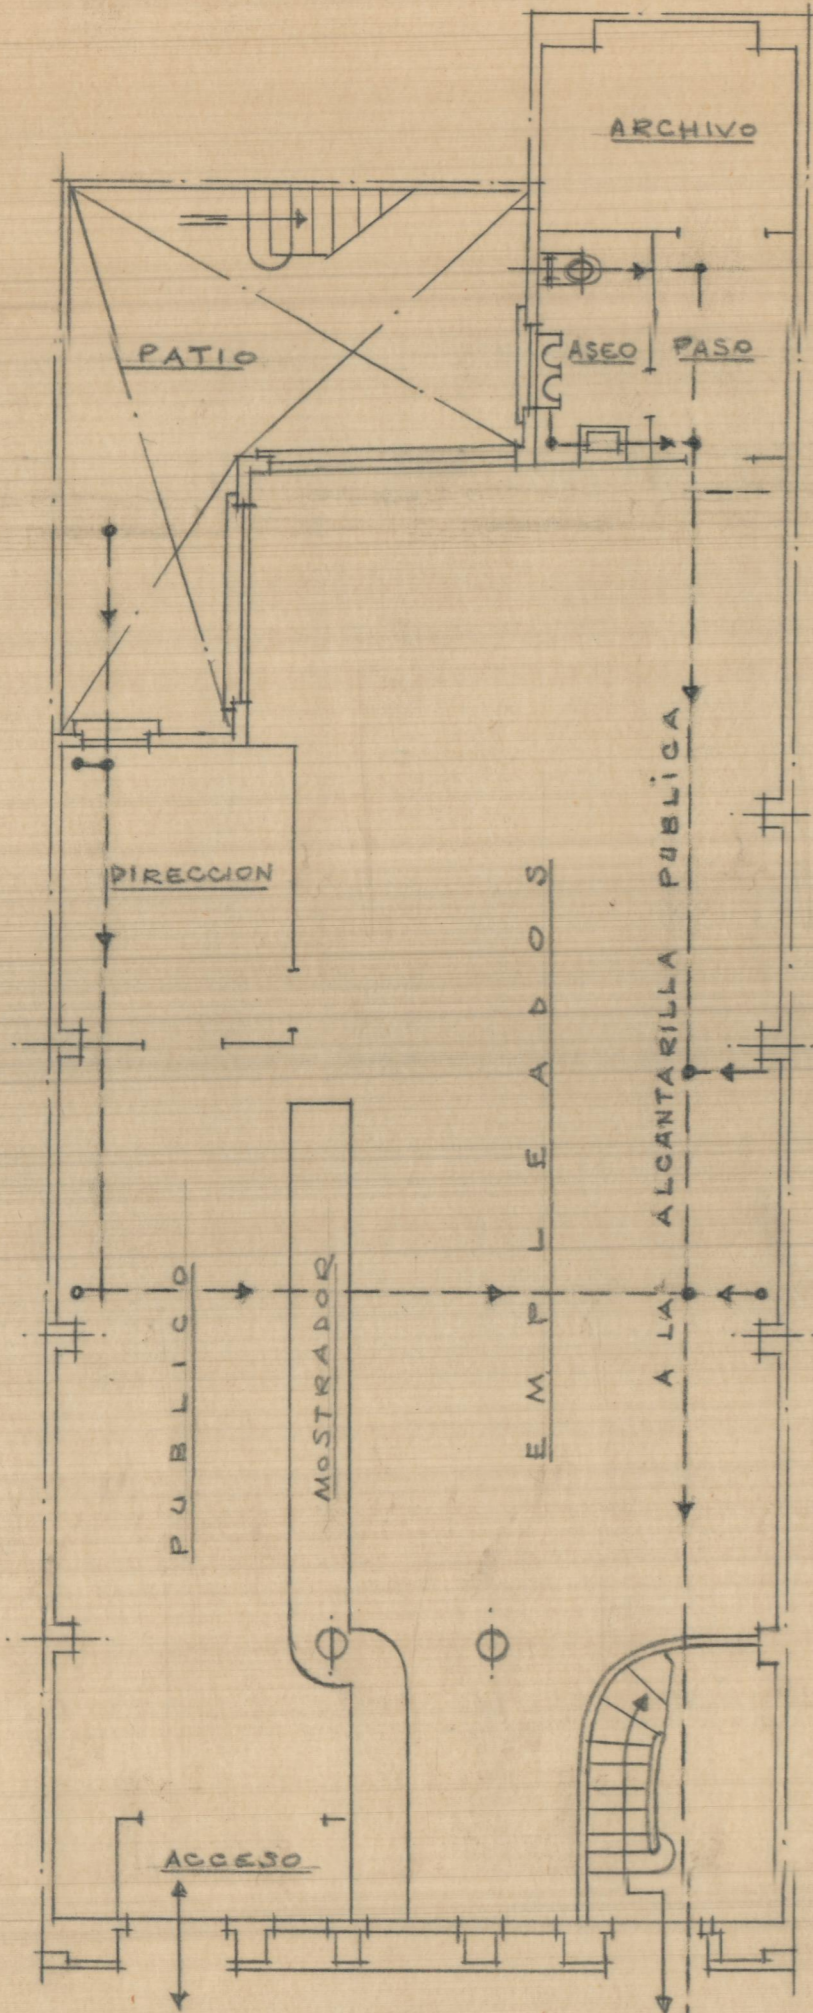 ARCHIVO
PATIO
ASEO PASO
DIRECCION
EMPLEADOS
A LA ALCANTARILLA PUBLICA
PUBLICO
MOSTRADOR
ACCESO